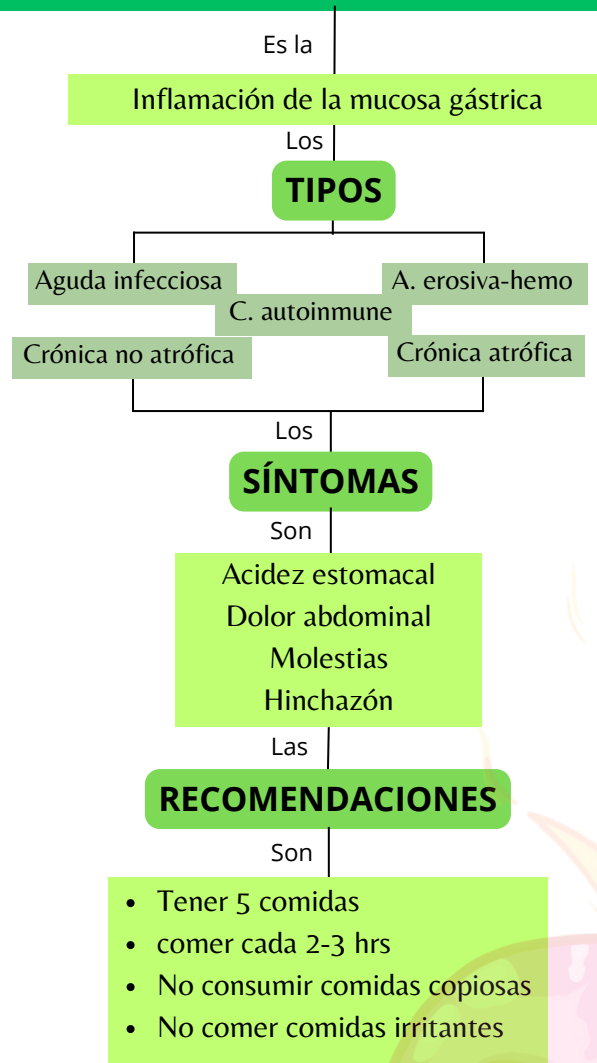 Es la
Inflamación de la mucosa gástrica
Los
TIPOS
Aguda infecciosa
A. erosiva-hemo
C. autoinmune
Crónica no atrófica
Crónica atrófica
Los
SÍNTOMAS
Son
Acidez estomacal
Dolor abdominal
Molestias
Hinchazón
Las
RECOMENDACIONES
Son
• Tener 5 comidas
• comer cada 2-3 hrs
• No consumir comidas copiosas
• No comer comidas irritantes